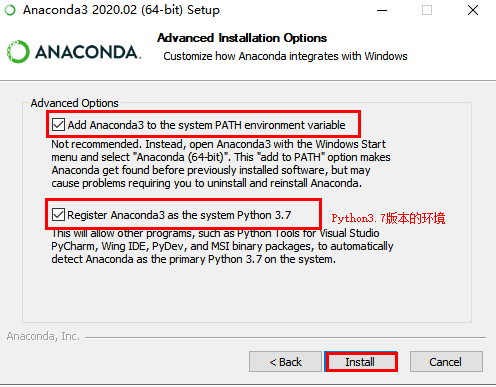 Anaconda3 2020.02 (64-bit) Setup
ANACONDA.
Advanced Installation Options
Customize how Anaconda integrates with Windows
Advanced Options
Add Anaconda3 to the system PATH environment variable
Not recommended. Instead, open Anaconda3 with the Windows Start
menu and select "Anaconda (64-bit)". This "add to PATH" option makes
Anaconda get found before previously installed software, but may
cause problems requiring you to uninstall and reinstall Anaconda.
Register Anaconda3 as the system Python 3.7
Python3.7版本的环境
This will allow other programs, such as Python Tools for Visual Studio
PyCharm, Wing IDE, PyDev, and MSI binary packages, to automatically
detect Anaconda as the primary Python 3.7 on the system.
Anaconda, Inc.
< Back
Install
Cancel